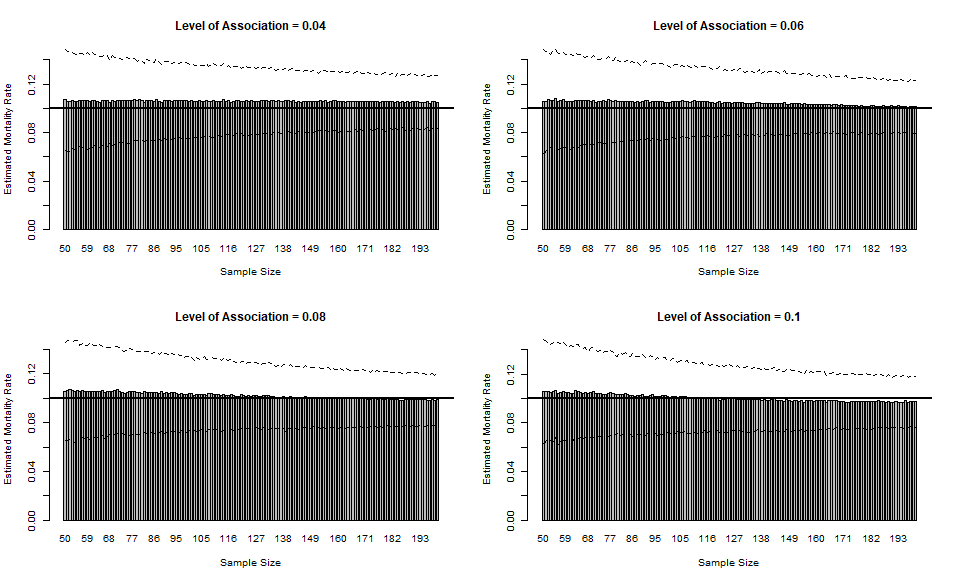 Level of Association = 0.04
Estimated Mortality Rate
0.12
0.08
0.04
0.00
50 59 68 77 86 95 105 116 127 138 149 160 171 182 193
Sample Size
Level of Association = 0.06
Estimated Mortality Rate
0.12
0.08
0.04
0.00
50 59 68 77 86 95 105 116 127 138 149 160 171 182 193
Sample Size
Level of Association = 0.08
Estimated Mortality Rate
0.12
0.08
0.04
0.00
50 59 68 77 86 95 105 116 127 138 149 160 171 182 193
Sample Size
Level of Association = 0.1
Estimated Mortality Rate
0.12
0.08
0.04
0.00
50 59 68 77 86 95 105 116 127 138 149 160 171 182 193
Sample Size